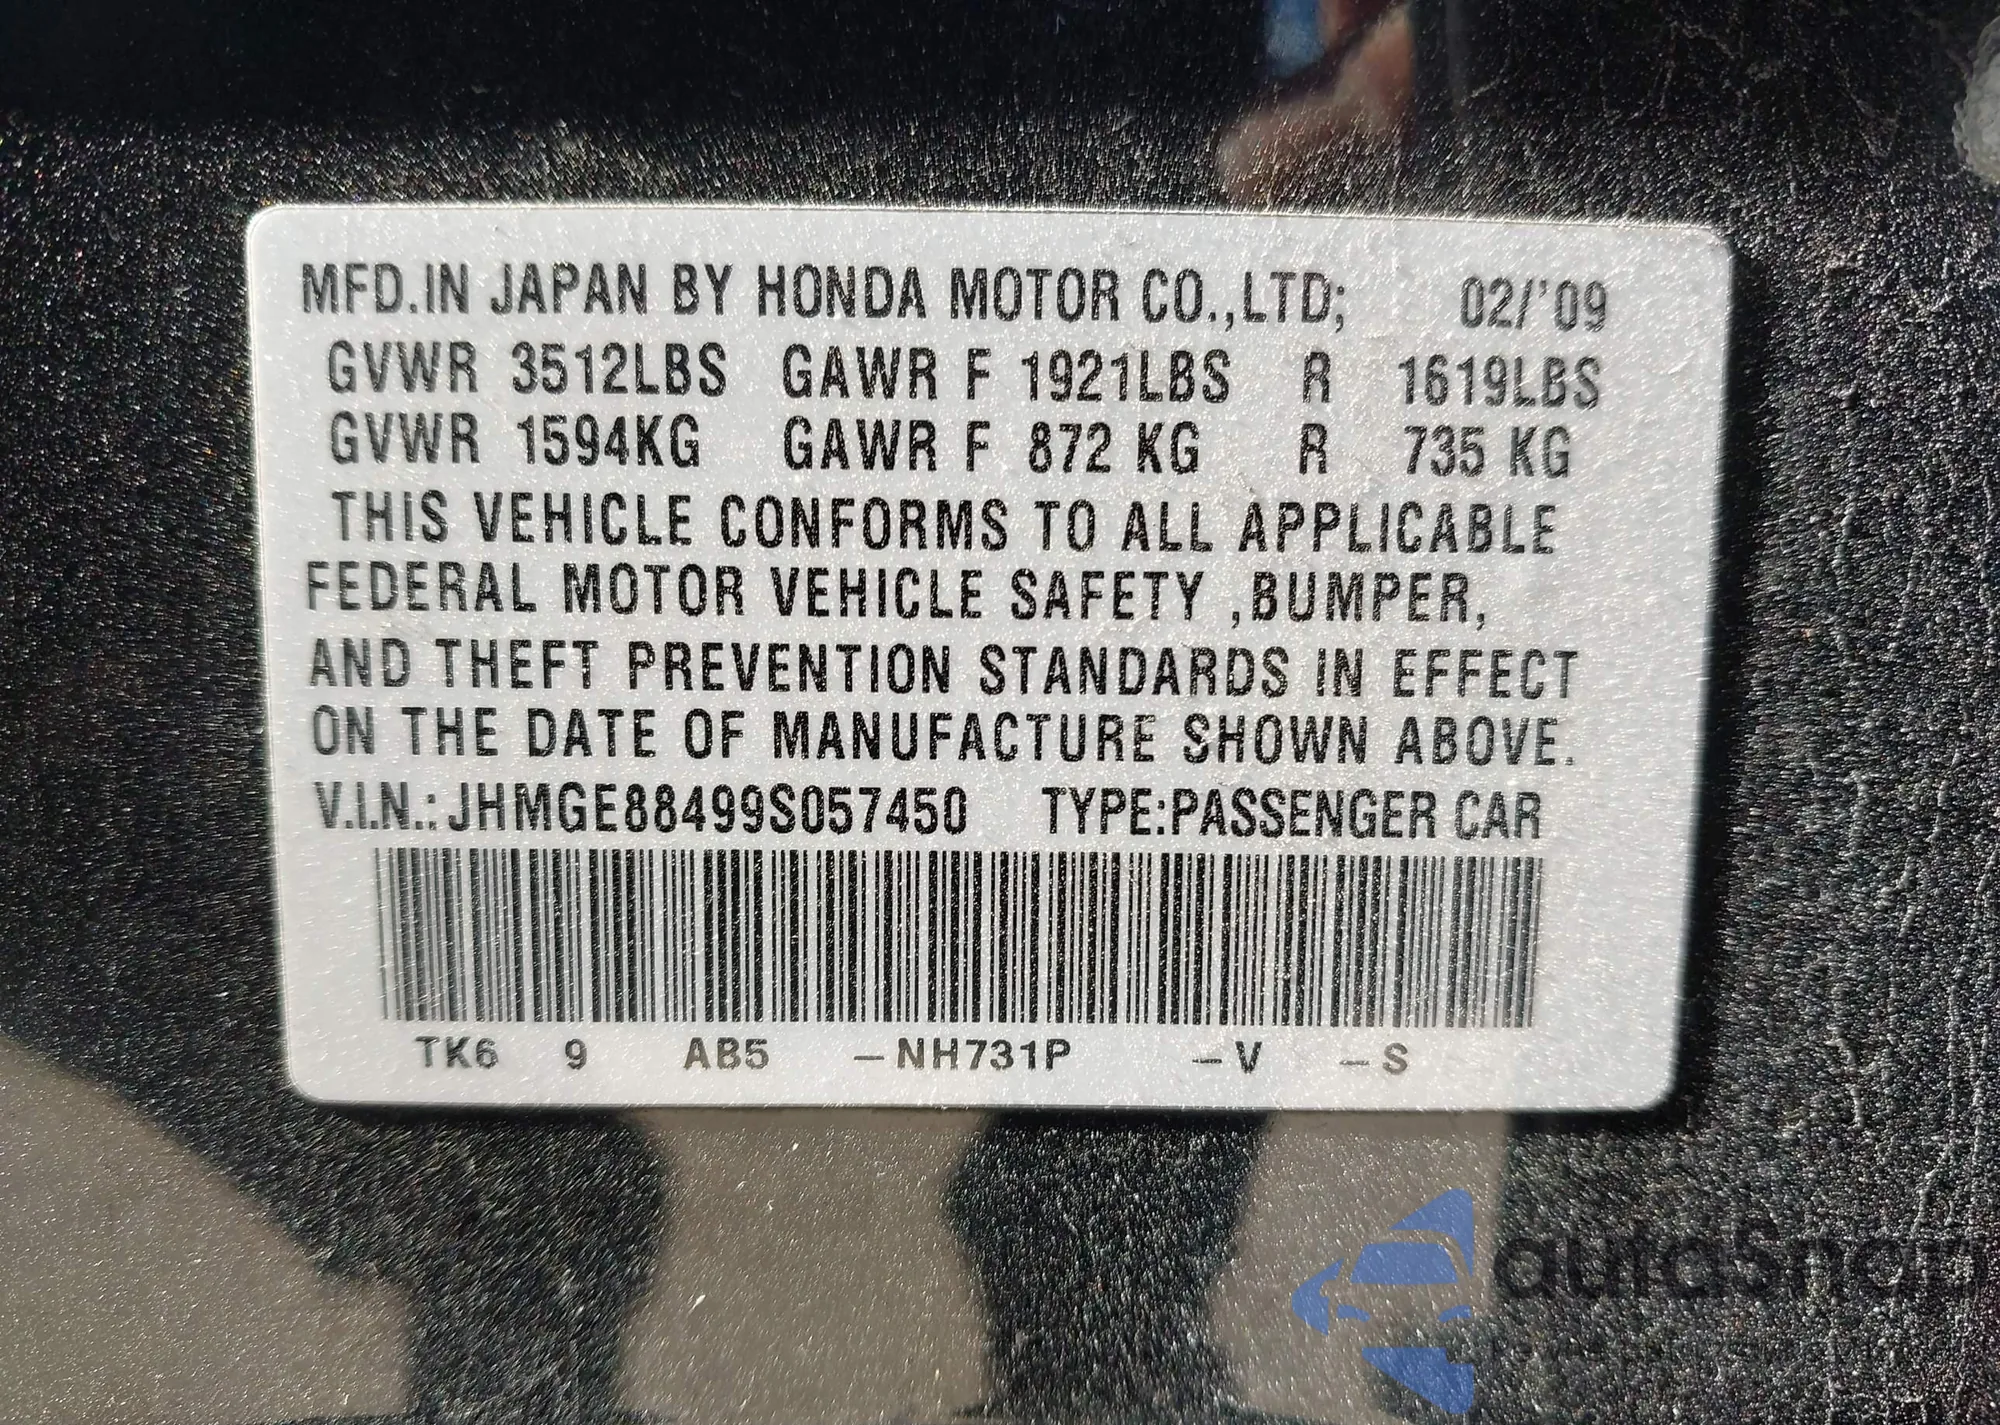 MFD.IN JAPAN BY HONDA MOTOR CO.,LTD; 02/'09
GVWR 3512LBS GAWR F 1921LBS R 1619LBS
GVWR 1594KG GAWR F 872 KG R 735 KG
THIS VEHICLE CONFORMS TO ALL APPLICABLE
FEDERAL MOTOR VEHICLE SAFETY ,BUMPER,
AND THEFT PREVENTION STANDARDS IN EFFECT
ON THE DATE OF MANUFACTURE SHOWN ABOVE.
V.I.N.: JHMGE88499S057450 TYPE:PASSENGER CAR
TK6 9 AB5 –NH731P –V –S
autoSnap